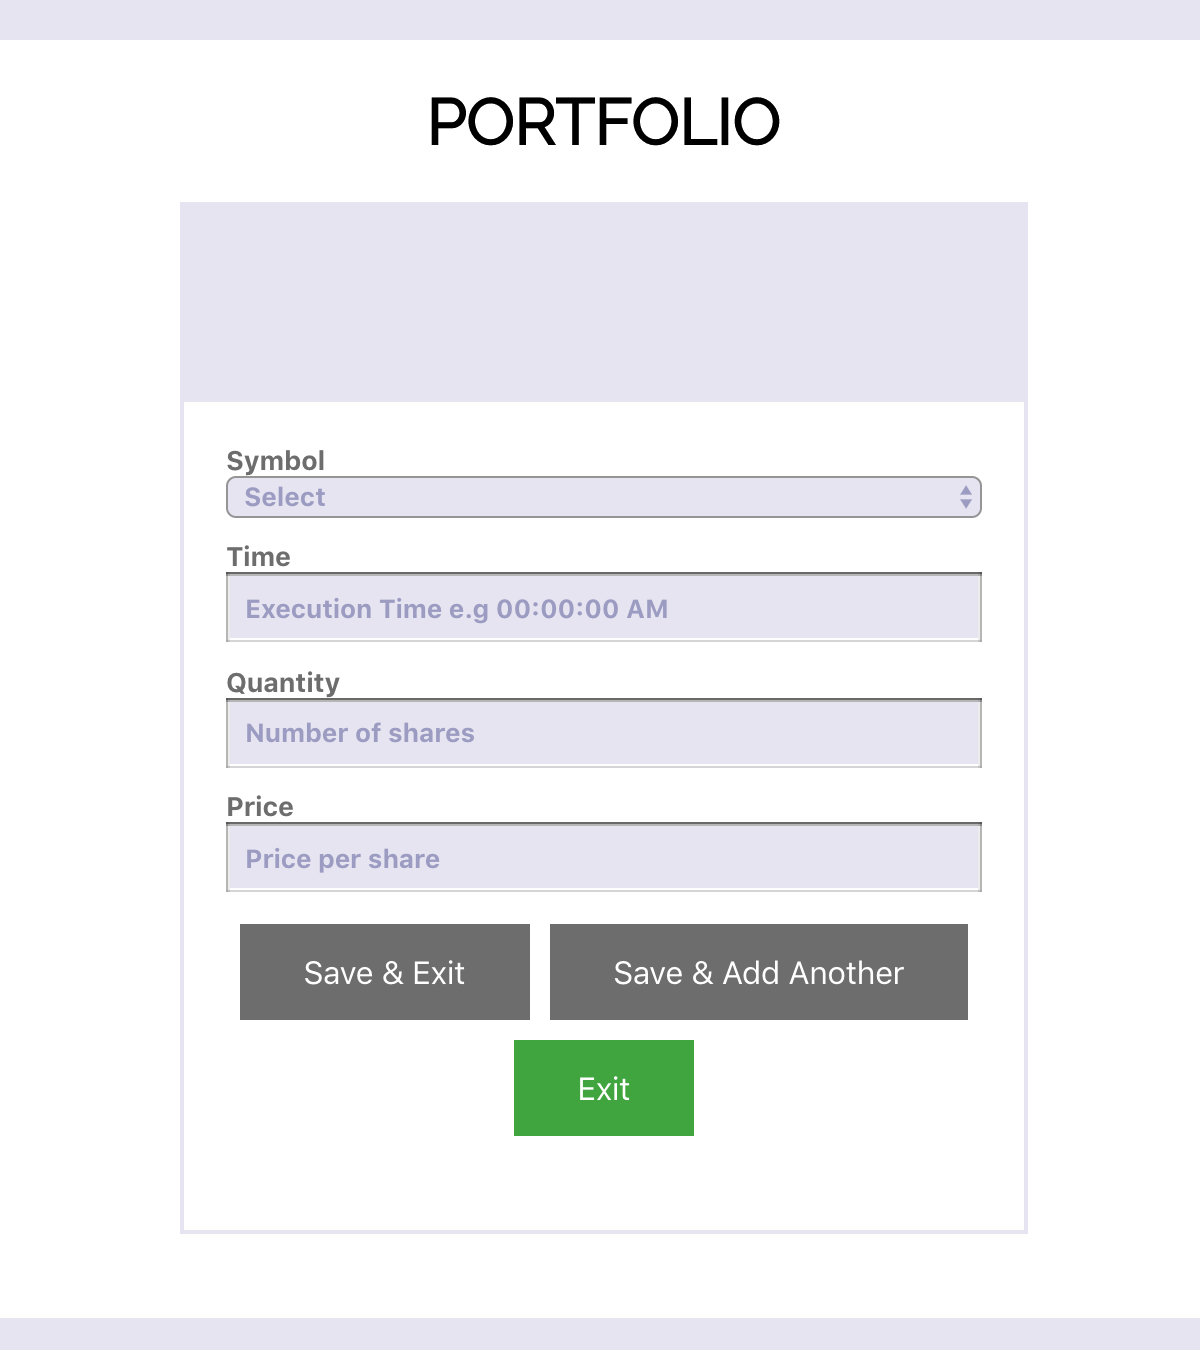 PORTFOLIO
Symbol
Select
Time
Execution Time e.g 00:00:00 AM
Quantity
Number of shares
Price
Price per share
Save & Exit
Save & Add Another
Exit